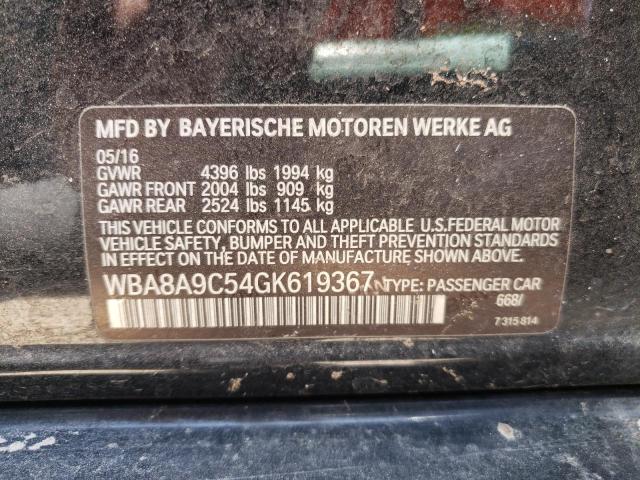 MFD BY BAYERISCHE MOTOREN WERKE AG
05/16
GVWR 4396 lbs 1994 kg
GAWR FRONT 2004 lbs 909 kg
GAWR REAR 2524 lbs 1145 kg
THIS VEHICLE CONFORMS TO ALL APPLICABLE U.S.FEDERAL MOTOR
VEHICLE SAFETY, BUMPER AND THEFT PREVENTION STANDARDS
IN EFFECT ON THE DATE OF MANUFACTURE SHOWN ABOVE.
WBA8A9C54GK619367 TYPE: PASSENGER CAR
668/
7 315 814